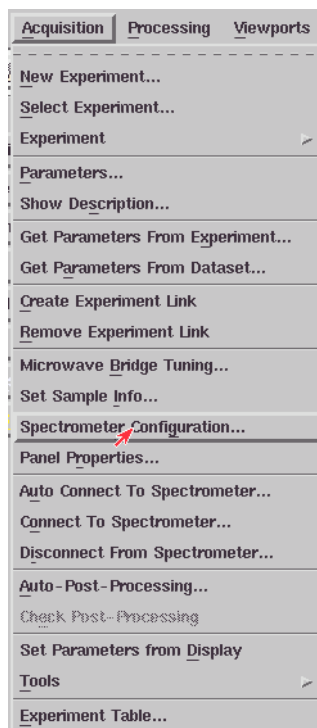 Acquisition Processing Viewports
New Experiment...
Select Experiment...
Experiment
Parameters...
Show Description...
Get Parameters From Experiment...
Get Parameters From Dataset...
Create Experiment Link
Remove Experiment Link
Microwave Bridge Tuning...
Set Sample Info...
Spectrometer Configuration...
Panel Properties...
Auto Connect To Spectrometer...
Connect To Spectrometer...
Disconnect From Spectrometer...
Auto-Post-Processing...
Check Post-Processing
Set Parameters from Display
Tools
Experiment Table...